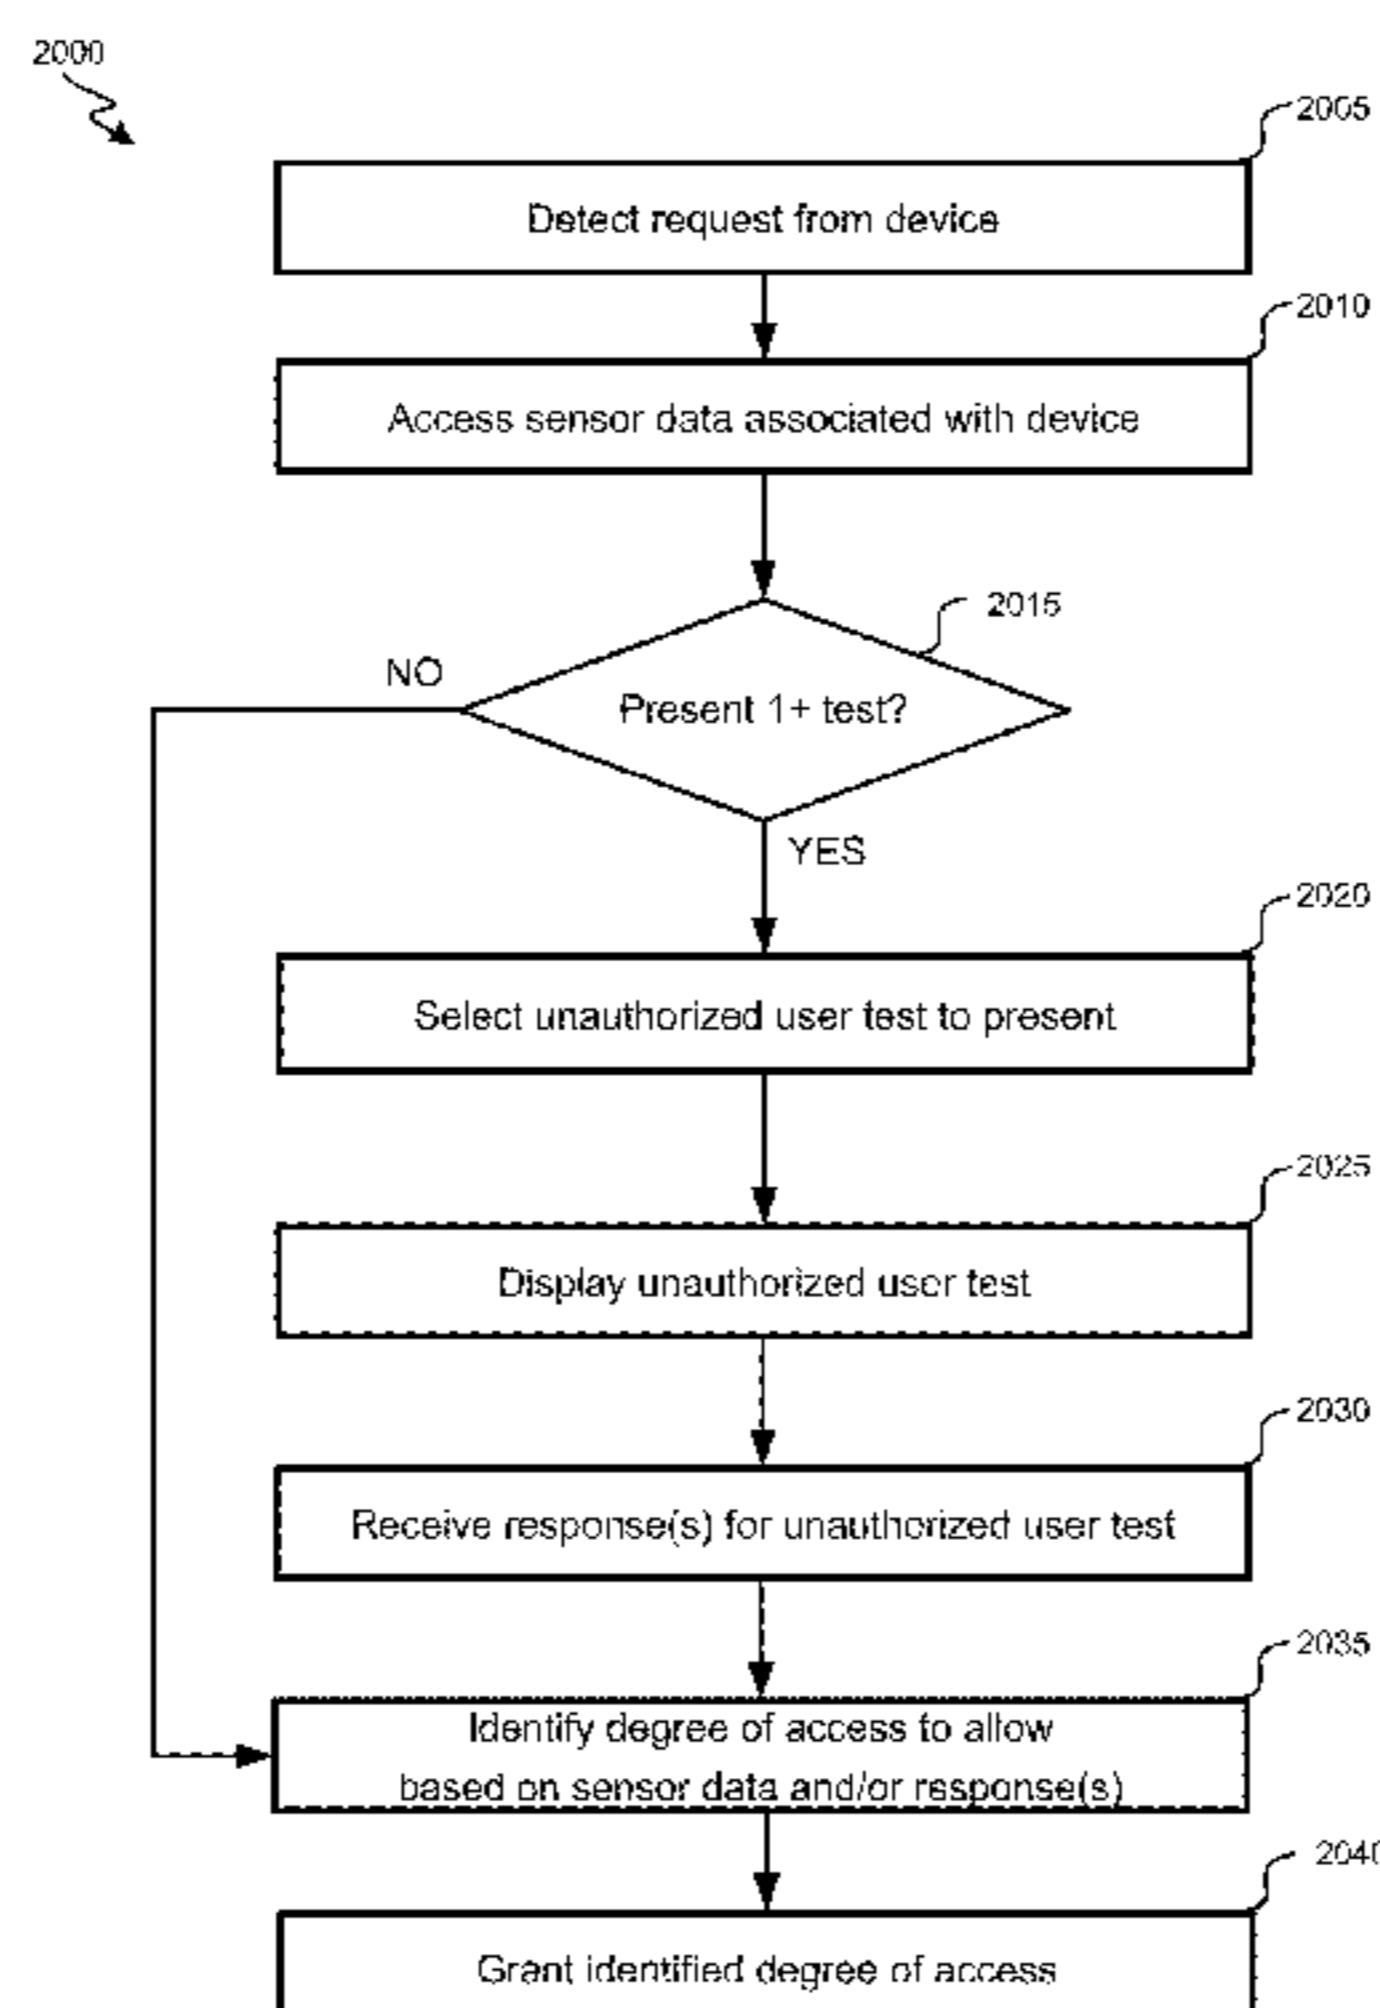 2000
2005
Detect request from device
2010
Access sensor data associated with device
2015
NO
Present 1+ test?
YES
2020
Select unauthorized user test to present
2025
Display unauthorized user test
2030
Receive response(s) for unauthorized user test
2035
Identify degree of access to allow
based on sensor data and/or response(s)
2040
Grant identified degree of access